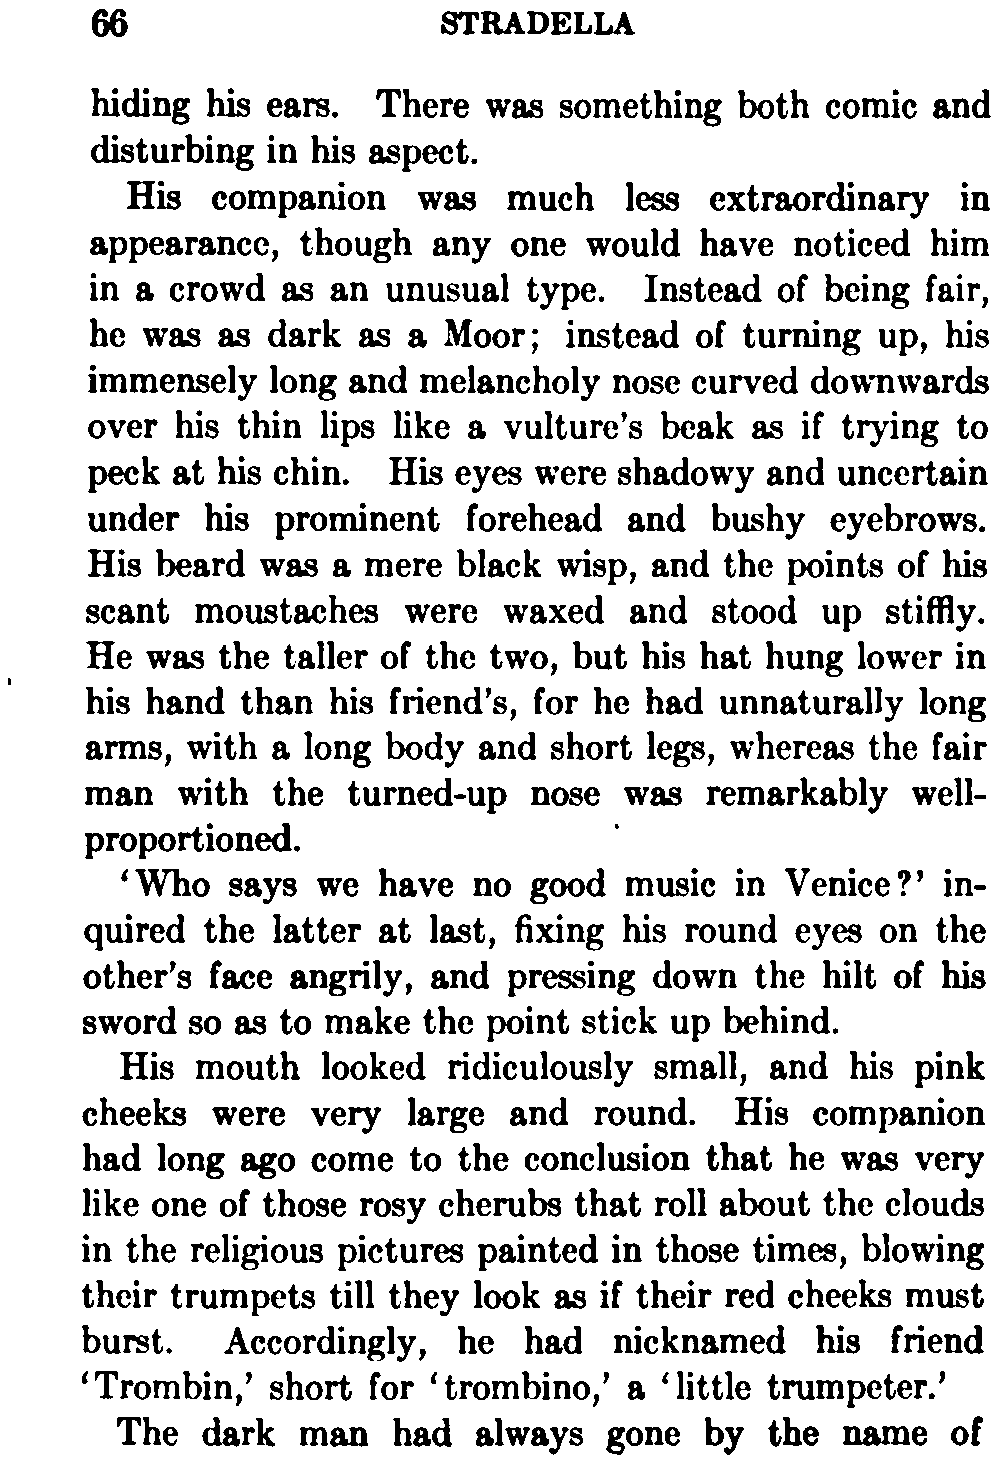 66 STRADELLA
hiding his ears. There was something both comic and
disturbing in his aspect.
His companion was much less extraordinary in
appearance, though any one would have noticed him
in a crowd as an unusual type. Instead of being fair,
he was as dark as a Moor; instead of turning up, his
immensely long and melancholy nose curved downwards
over his thin lips like a vulture's beak as if trying to
peck at his chin. His eyes were shadowy and uncertain
under his prominent forehead and bushy eyebrows.
His beard was a mere black wisp, and the points of his
scant moustaches were waxed and stood up stiffly.
He was the taller of the two, but his hat hung lower in
his hand than his friend's, for he had unnaturally long
arms, with a long body and short legs, whereas the fair
man with the turned-up nose was remarkably well-
proportioned.
‘Who says we have no good music in Venice?’ in-
quired the latter at last, fixing his round eyes on the
other's face angrily, and pressing down the hilt of his
sword so as to make the point stick up behind.
His mouth looked ridiculously small, and his pink
cheeks were very large and round. His companion
had long ago come to the conclusion that he was very
like one of those rosy cherubs that roll about the clouds
in the religious pictures painted in those times, blowing
their trumpets till they look as if their red cheeks must
burst. Accordingly, he had nicknamed his friend
‘Trombin,’ short for ‘trombino,’ a ‘little trumpeter.’
The dark man had always gone by the name of